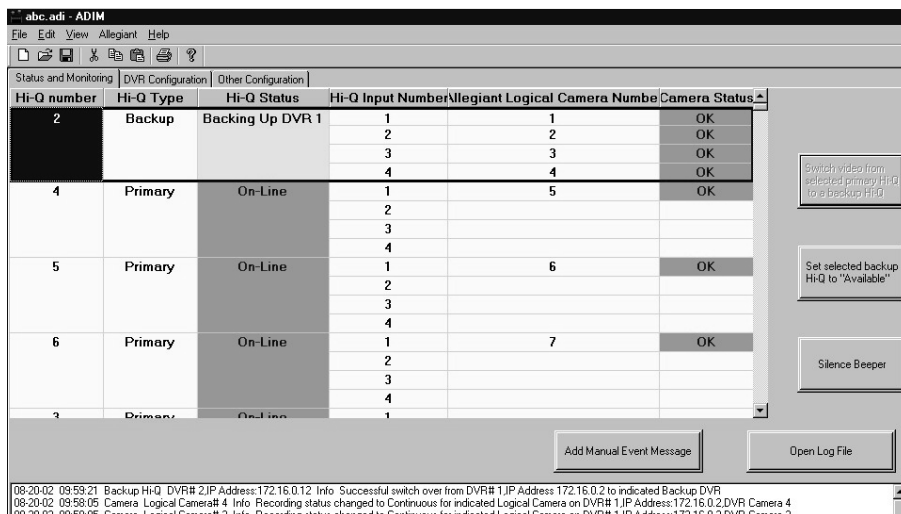 abc.adi - ADIM
File Edit View Allegiant Help
Status and Monitoring DVR Configuration Other Configuration
Hi-Q number Hi-Q Type Hi-Q Status Hi-Q Input Number Allegiant Logical Camera Numbe Camera Status
2 Backup Backing Up DVR 1 1 1 OK
2 2 OK
3 3 OK
4 4 OK
4 Primary On-Line 1 5 OK
2
3
4
5 Primary On-Line 1 6 OK
2
3
4
6 Primary On-Line 1 7 OK
2
3
4
3 Primary On-Line 1
Switch video from
selected primary Hi-Q
to a backup Hi-Q
Set selected backup
Hi-Q to "Available"
Silence Beeper
Add Manual Event Message Open Log File
08-20-02 09:59:21 Backup Hi-Q DVR# 2,IP Address:172.16.0.12 Info Successful switch over from DVR# 1,IP Address 172.16.0.2 to indicated Backup DVR
08-20-02 09:58:05 Camera Logical Camera# 4 Info Recording status changed to Continuous for indicated Logical Camera on DVR# 1,IP Address:172.16.0.2,DVR Camera 4